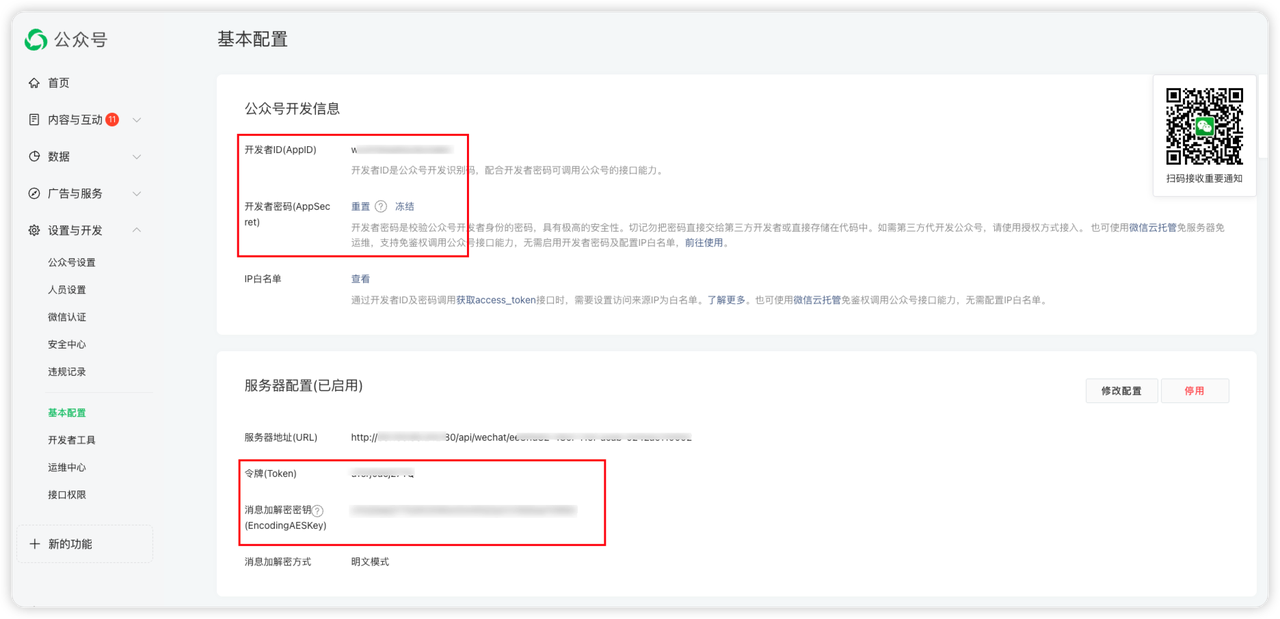 公众号
基本配置
首页
内容与互动 11
数据
广告与服务
设置与开发
公众号设置
人员设置
微信认证
安全中心
违规记录
基本配置
开发者工具
运维中心
接口权限
新的功能
公众号开发信息
扫码接收重要通知
开发者ID(AppID)
开发者ID是公众号开发识别码，配合开发者密码可调用公众号的接口能力。
开发者密码(AppSec
ret)
重置 ? 冻结
开发者密码是校验公众号开发者身份的密码，具有极高的安全性。切记勿把密码直接交给第三方开发者或直接存储在代码中。如需第三方代开发公众号，请使用授权方式接入。 也可使用微信云托管免服务器免
运维，支持免鉴权调用公众号接口能力，无需启用开发者密码及配置IP白名单，前往使用。
IP白名单 查看
通过开发者ID及密码调用获取access_token接口时，需要设置访问来源IP为白名单。了解更多。也可使用微信云托管免鉴权调用公众号接口能力，无需配置IP白名单。
服务器配置(已启用)
修改配置 停用
服务器地址(URL) http:// /api/wechat/
令牌(Token)
消息加解密密钥 ?
(EncodingAESKey)
消息加解密方式 明文模式